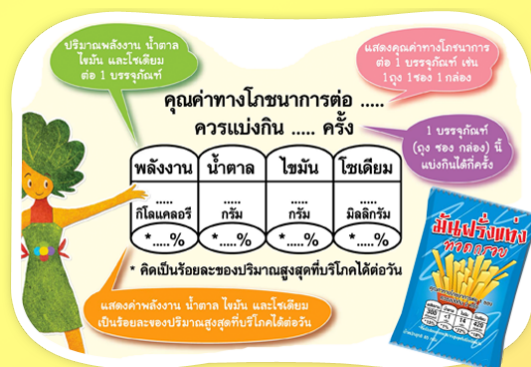 ปริมาณพลังงาน น้ำตาล
ไขมัน และโซเดียม
ต่อ 1 บรรจุภัณฑ์
แสดงคุณค่าทางโภชนาการ
ต่อ 1 บรรจุภัณฑ์ เช่น
1ถุง 1ซอง 1กล่อง
คุณค่าทางโภชนาการต่อ .....
ควรแบ่งกิน ..... ครั้ง
1 บรรจุภัณฑ์
(ถุง ซอง กล่อง) นี้
แบ่งกินได้กี่ครั้ง
พลังงาน น้ำตาล ไขมัน โซเดียม
..... ..... ..... .....
กิโลแคลอรี กรัม กรัม มิลลิกรัม
*.....% *.....% *.....% *.....%
* คิดเป็นร้อยละของปริมาณสูงสุดที่บริโภคได้ต่อวัน
แสดงค่าพลังงาน น้ำตาล ไขมัน และโซเดียม
เป็นร้อยละของปริมาณสูงสุดที่บริโภคได้ต่อวัน
มันฝรั่งแท่ง
ทอดกรอบ